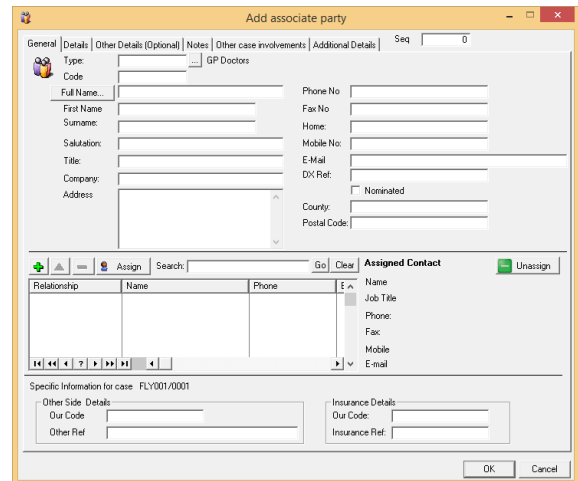 Add associate party
General Details Other Details (Optional) Notes Other case involvements Additional Details Seq 0
Type: ... GP Doctors
Code
Full Name... Phone No
First Name Fax No
Surname: Home:
Salutation: Mobile No:
Title: E-Mail
Company: DX Ref:
Address Nominated
County:
Postal Code:
Assign Search: Go Clear Assigned Contact Unassign
Relationship Name Phone Name
Job Title
Phone:
Fax:
Mobile
E-mail
Specific Information for case FLY001/0001
Other Side Details Insurance Details
Our Code Our Code:
Other Ref Insurance Ref:
OK Cancel